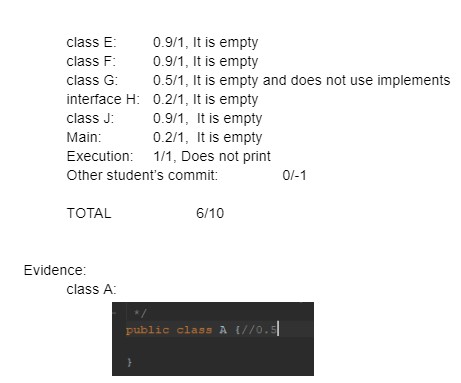 class E: 0.9/1, It is empty
class F: 0.9/1, It is empty
class G: 0.5/1, It is empty and does not use implements
interface H: 0.2/1, It is empty
class J: 0.9/1, It is empty
Main: 0.2/1, It is empty
Execution: 1/1, Does not print
Other student's commit: 0/-1
TOTAL 6/10
Evidence:
class A:
*/
public class A {//0.5
}